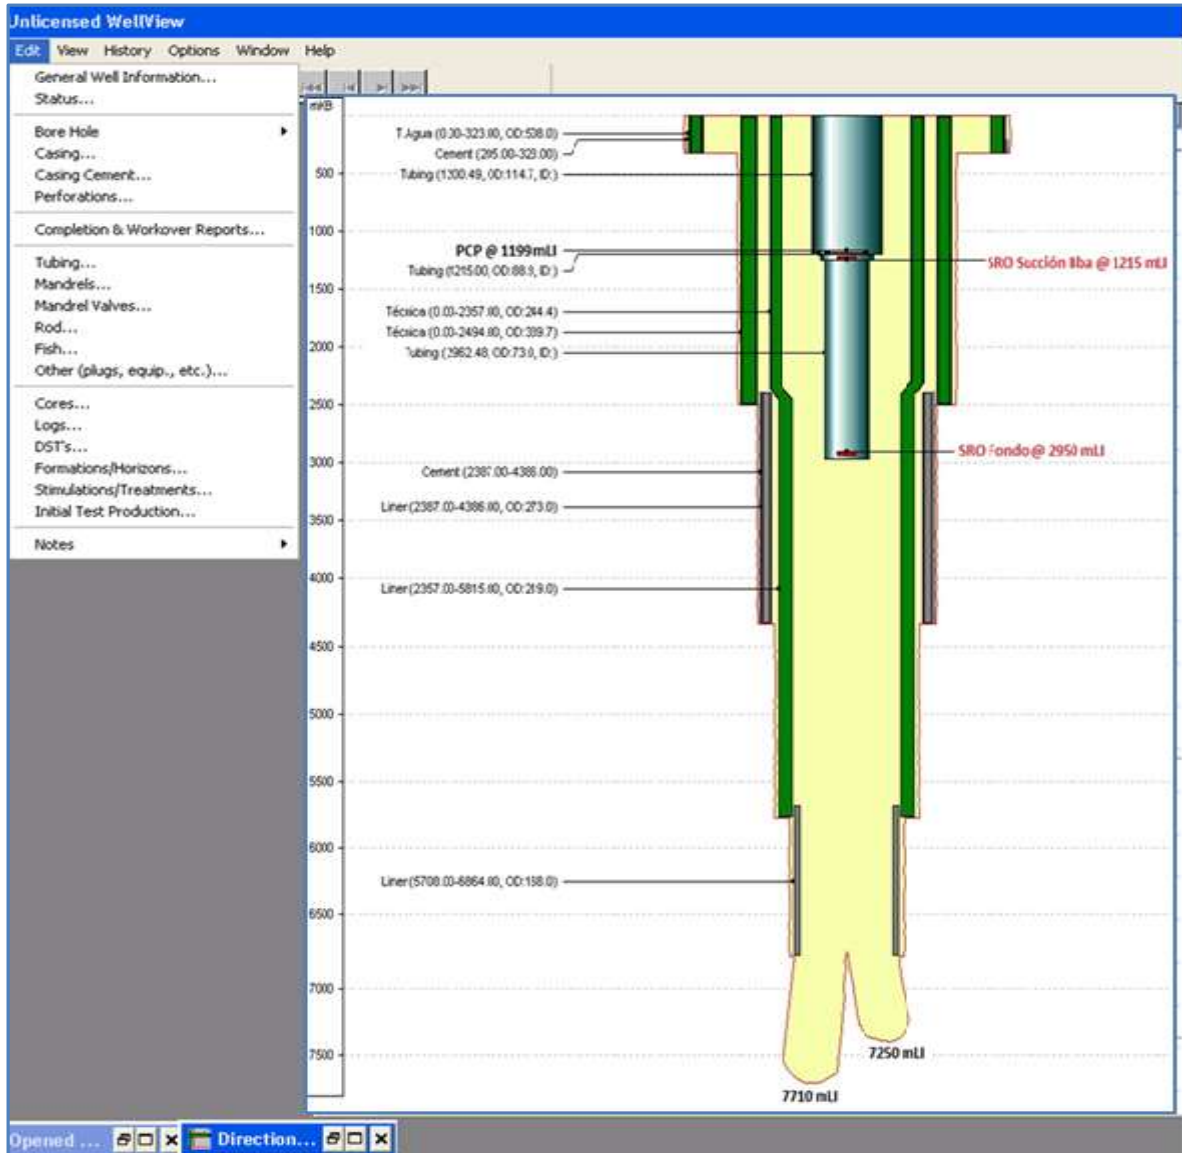 Unlicensed WellView
Edit View History Options Window Help
General Well Information...
Status...
Bore Hole
Casing...
Casing Cement...
Perforations...
Completion & Workover Reports...
Tubing...
Mandrels...
Mandrel Valves...
Rod...
Fish...
Other (plugs, equip., etc.)...
Cores...
Logs...
DST's...
Formations/Horizons...
Stimulations/Treatments...
Initial Test Production...
Notes
mKB
500
1000
1500
2000
2500
3000
3500
4000
4500
5000
5500
6000
6500
7000
7500
T.Agua (0.00-323.00, OD:508.0)
Cement (295.00-323.00)
Tubing (1200.49, OD:114.7, ID:)
PCP @ 1199 mLI
Tubing (1215.00, OD:88.9, ID:)
SRO Succión Bba @ 1215 mLI
Técnica (0.00-2357.00, OD:244.4)
Técnica (0.00-2494.00, OD:339.7)
Tubing (2962.48, OD:73.0, ID:)
SRO Fondo @ 2950 mLI
Cement (2387.00-4386.00)
Liner (2387.00-4386.00, OD:273.0)
Liner (2357.00-5815.00, OD:219.0)
Liner (5708.00-6864.00, OD:168.0)
7250 mLI
7710 mLI
Opened ... Direction...